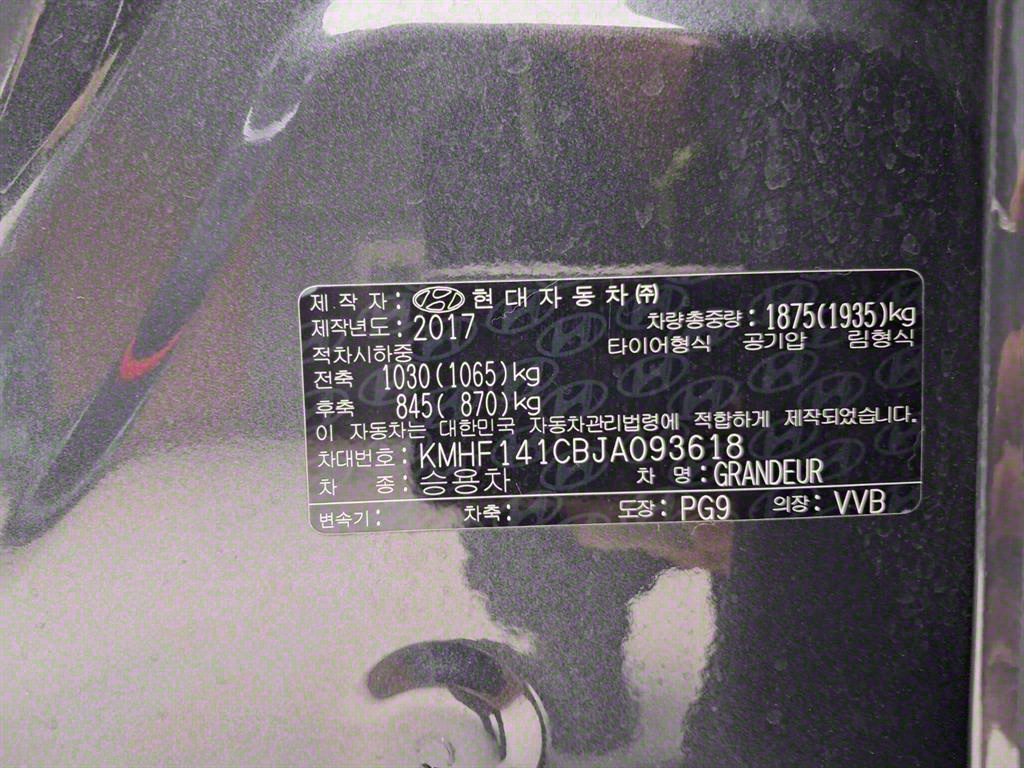 제 작 자 : 현대자동차㈜
제작년도 : 2017 차량총중량 : 1875(1935)kg
적차시하중 타이어형식 공기압 림형식
전축 1030(1065)kg
후축 845( 870)kg
이 자동차는 대한민국 자동차관리법령에 적합하게 제작되었습니다.
차대번호 : KMHF141CBJA093618
차 종 : 승용차 차 명 : GRANDEUR
변속기 : 차축 : 도장 : PG9 의장 : VVB